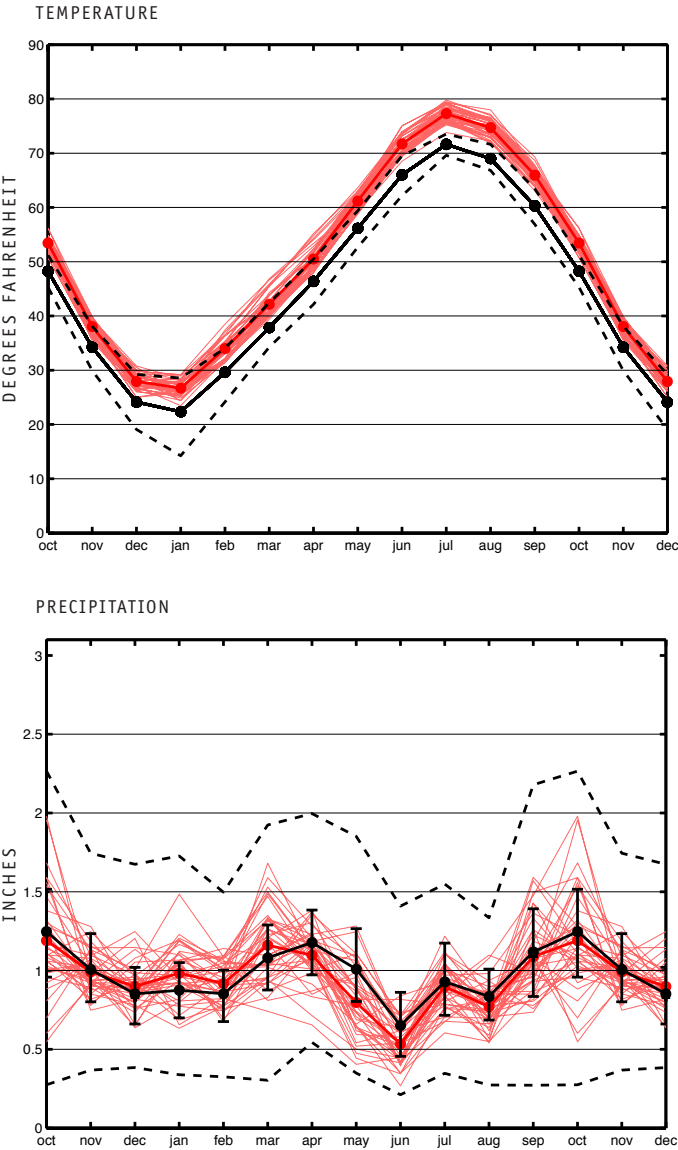 TEMPERATURE
DEGREES FAHRENHEIT
90
80
70
60
50
40
30
20
10
0
oct nov dec jan feb mar apr may jun jul aug sep oct nov dec
PRECIPITATION
INCHES
3
2.5
2
1.5
1
0.5
0
oct nov dec jan feb mar apr may jun jul aug sep oct nov dec